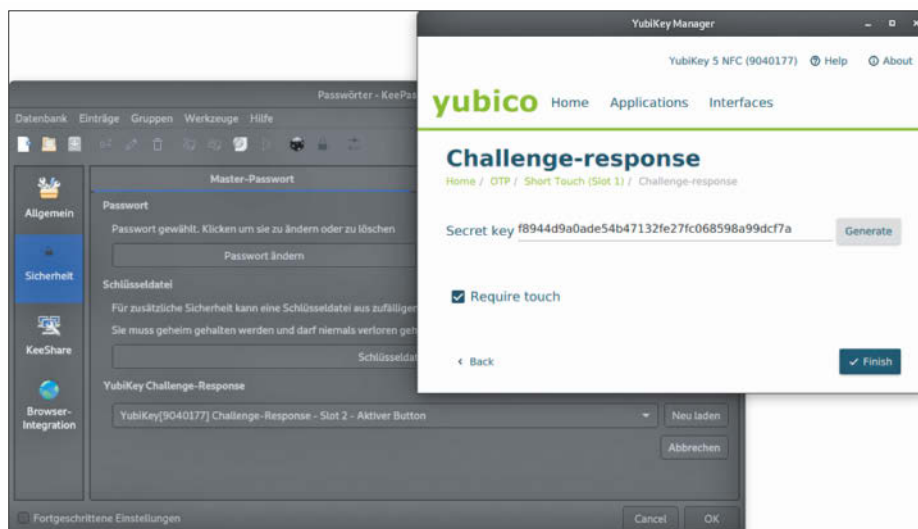 YubiKey Manager
YubiKey 5 NFC (9040177) Help About
yubico Home Applications Interfaces
Challenge-response
Home / OTP / Short Touch (Slot 1) / Challenge-response
Secret key f8944d9a0ade54b47132fe27fc068598a99dcf7a Generate
Require touch
‹ Back
Finish
Passwörter - KeePas
Datenbank Einträge Gruppen Werkzeuge Hilfe
Allgemein
Sicherheit
KeeShare
Browser-
Integration
Master-Passwort
Passwort
Passwort gewählt. Klicken um sie zu ändern oder zu löschen
Passwort ändern
Schlüsseldatei
Für zusätzliche Sicherheit kann eine Schlüsseldatei aus zufälligen
Sie muss geheim gehalten werden und darf niemals verloren geh
Schlüsseldat
YubiKey Challenge-Response
YubiKey[9040177] Challenge-Response - Slot 2 - Aktiver Button
Neu laden
Abbrechen
Fortgeschrittene Einstellungen
Cancel OK